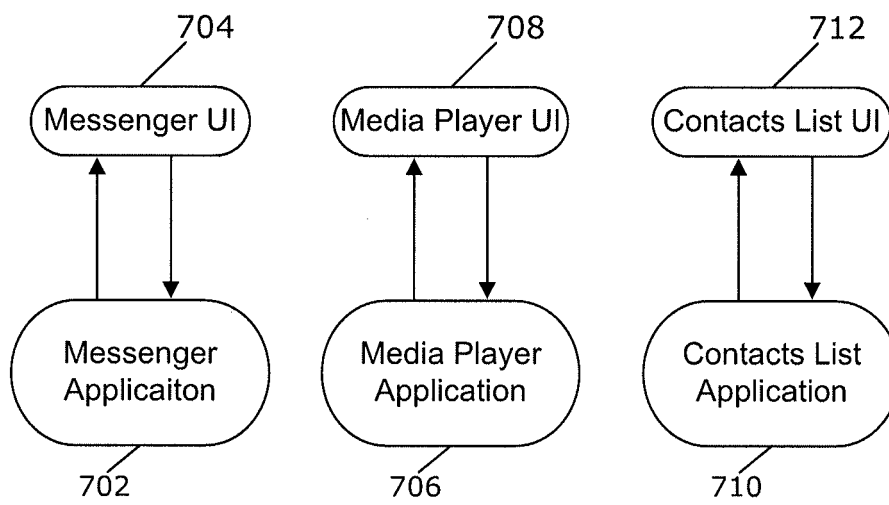 704
708
712
Messenger UI
Media Player UI
Contacts List UI
Messenger
Applicaiton
Media Player
Application
Contacts List
Application
702
706
710